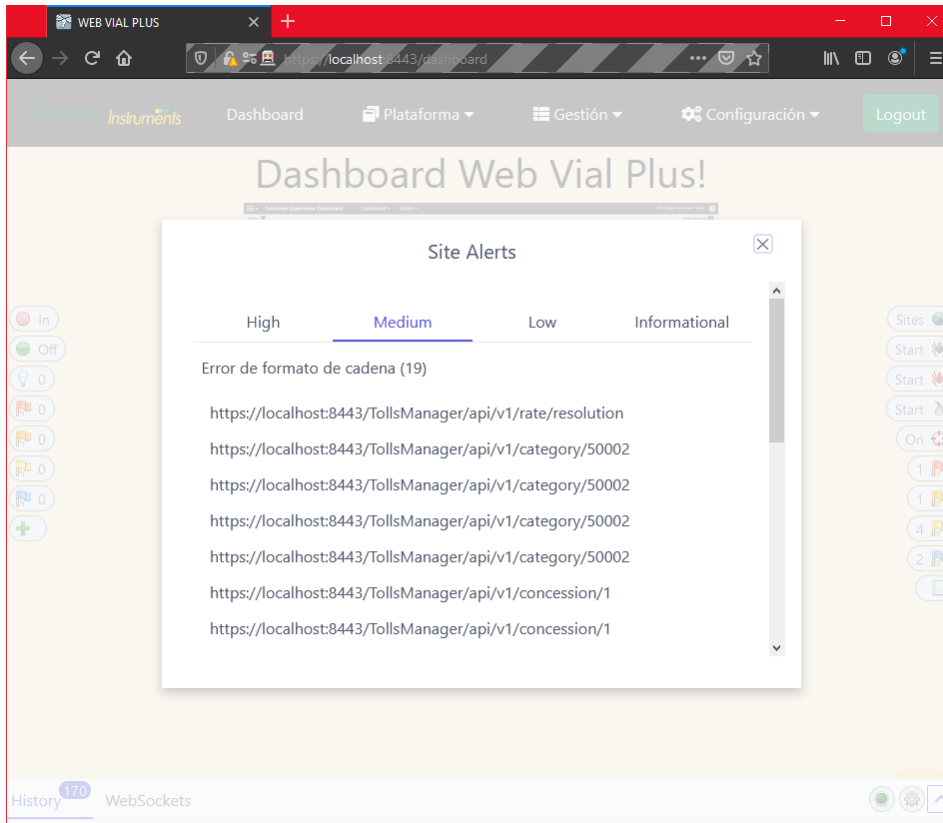 WEB VIAL PLUS
https://localhost:8443/dashboard
Instruments Dashboard Plataforma Gestión Configuración Logout
Dashboard Web Vial Plus!
Customer Experience Dashboard
Site Alerts
High Medium Low Informational
Error de formato de cadena (19)
https://localhost:8443/TollsManager/api/v1/rate/resolution
https://localhost:8443/TollsManager/api/v1/category/50002
https://localhost:8443/TollsManager/api/v1/category/50002
https://localhost:8443/TollsManager/api/v1/category/50002
https://localhost:8443/TollsManager/api/v1/category/50002
https://localhost:8443/TollsManager/api/v1/concession/1
https://localhost:8443/TollsManager/api/v1/concession/1
In
Off
0
0
0
0
0
Sites
Start
Start
Start
On
1
1
4
2
History 170 WebSockets